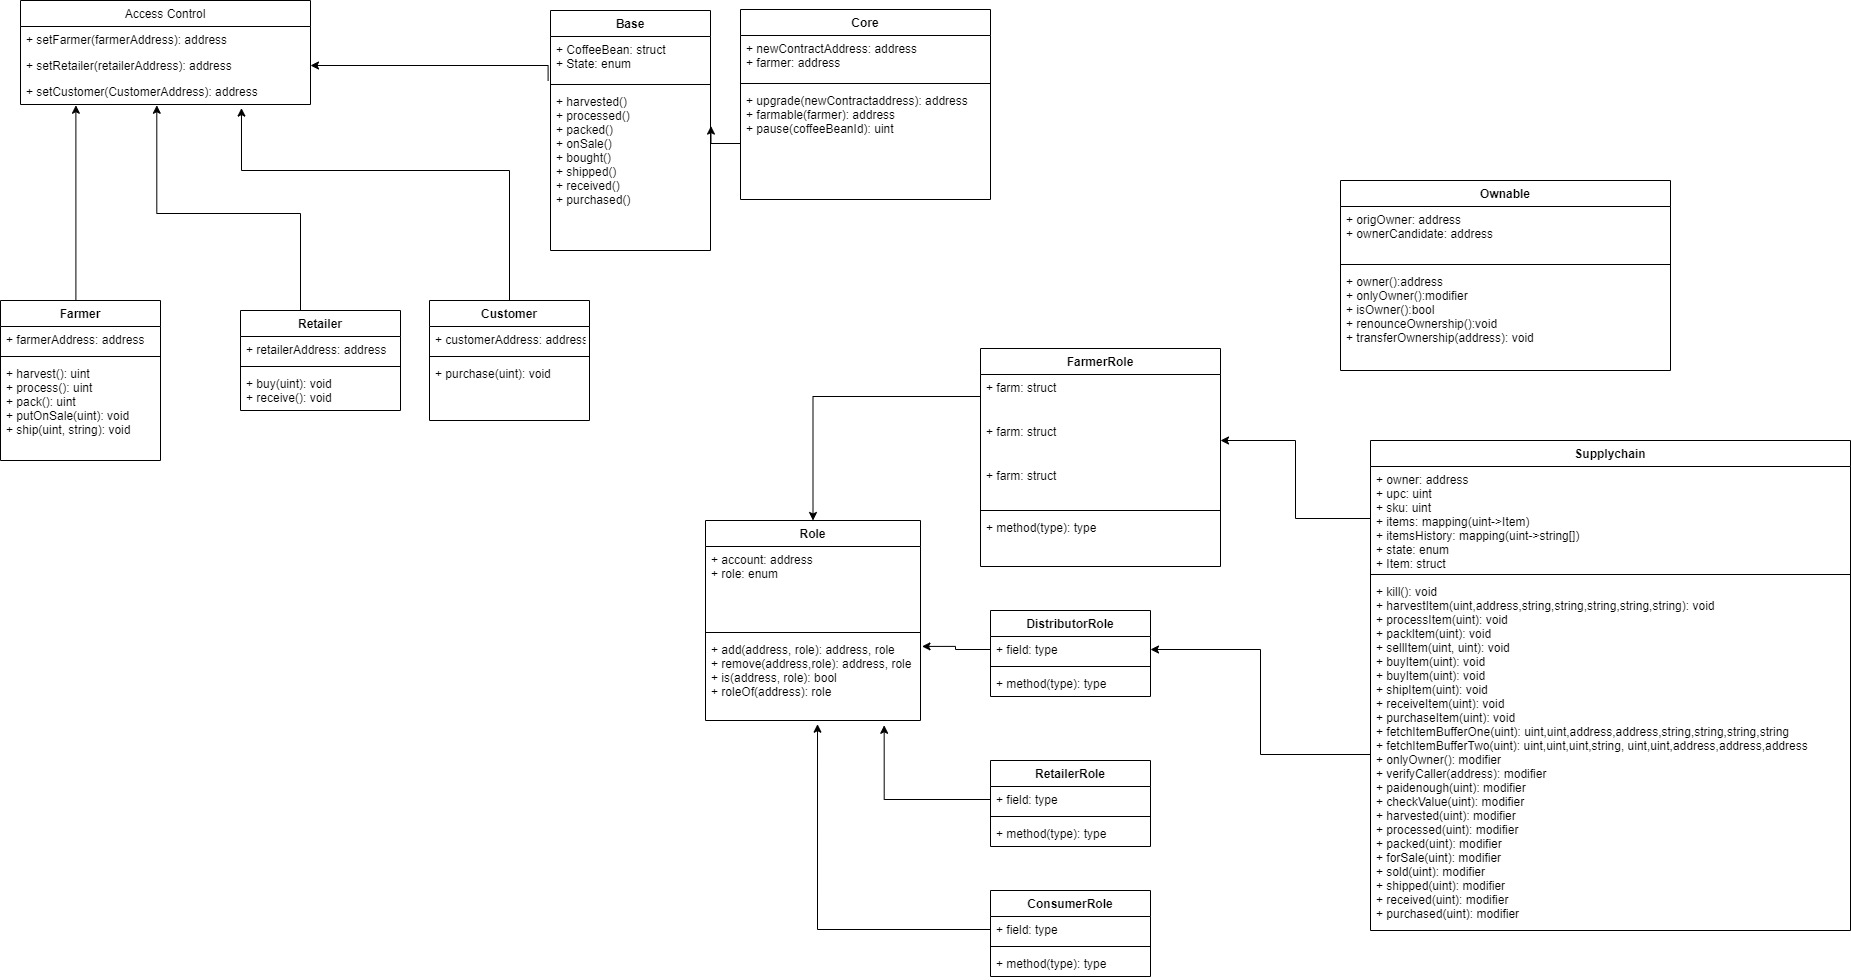 Access Control
+ setFarmer(farmerAddress): address
+ setRetailer(retailerAddress): address
+ setCustomer(CustomerAddress): address
Base
+ CoffeeBean: struct
+ State: enum
+ harvested()
+ processed()
+ packed()
+ onSale()
+ bought()
+ shipped()
+ received()
+ purchased()
Core
+ newContractAddress: address
+ farmer: address
+ upgrade(newContractaddress): address
+ farmable(farmer): address
+ pause(coffeeBeanId): uint
Ownable
+ origOwner: address
+ ownerCandidate: address
+ owner():address
+ onlyOwner():modifier
+ isOwner():bool
+ renounceOwnership():void
+ transferOwnership(address): void
Farmer
+ farmerAddress: address
+ harvest(): uint
+ process(): uint
+ pack(): uint
+ putOnSale(uint): void
+ ship(uint, string): void
Retailer
+ retailerAddress: address
+ buy(uint): void
+ receive(): void
Customer
+ customerAddress: address
+ purchase(uint): void
FarmerRole
+ farm: struct
+ farm: struct
+ farm: struct
+ method(type): type
Role
+ account: address
+ role: enum
+ add(address, role): address, role
+ remove(address,role): address, role
+ is(address, role): bool
+ roleOf(address): role
DistributorRole
+ field: type
+ method(type): type
RetailerRole
+ field: type
+ method(type): type
ConsumerRole
+ field: type
+ method(type): type
Supplychain
+ owner: address
+ upc: uint
+ sku: uint
+ items: mapping(uint->Item)
+ itemsHistory: mapping(uint->string[])
+ state: enum
+ Item: struct
+ kill(): void
+ harvestItem(uint,address,string,string,string,string,string): void
+ processItem(uint): void
+ packItem(uint): void
+ sellItem(uint, uint): void
+ buyItem(uint): void
+ buyItem(uint): void
+ shipItem(uint): void
+ receiveItem(uint): void
+ purchaseItem(uint): void
+ fetchItemBufferOne(uint): uint,uint,address,address,string,string,string,string
+ fetchItemBufferTwo(uint): uint,uint,uint,string, uint,uint,address,address,address
+ onlyOwner(): modifier
+ verifyCaller(address): modifier
+ paidenough(uint): modifier
+ checkValue(uint): modifier
+ harvested(uint): modifier
+ processed(uint): modifier
+ packed(uint): modifier
+ forSale(uint): modifier
+ sold(uint): modifier
+ shipped(uint): modifier
+ received(uint): modifier
+ purchased(uint): modifier